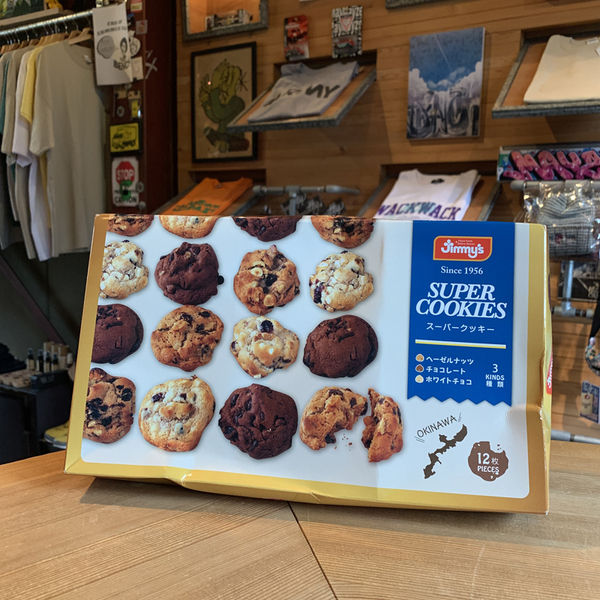 STOP
WACKWACK
Jimmy's
Since 1956
SUPER
COOKIES
スーパークッキー
ヘーゼルナッツ
チョコレート
ホワイトチョコ
3
KINDS
種類
OKINAWA
12枚
PIECES